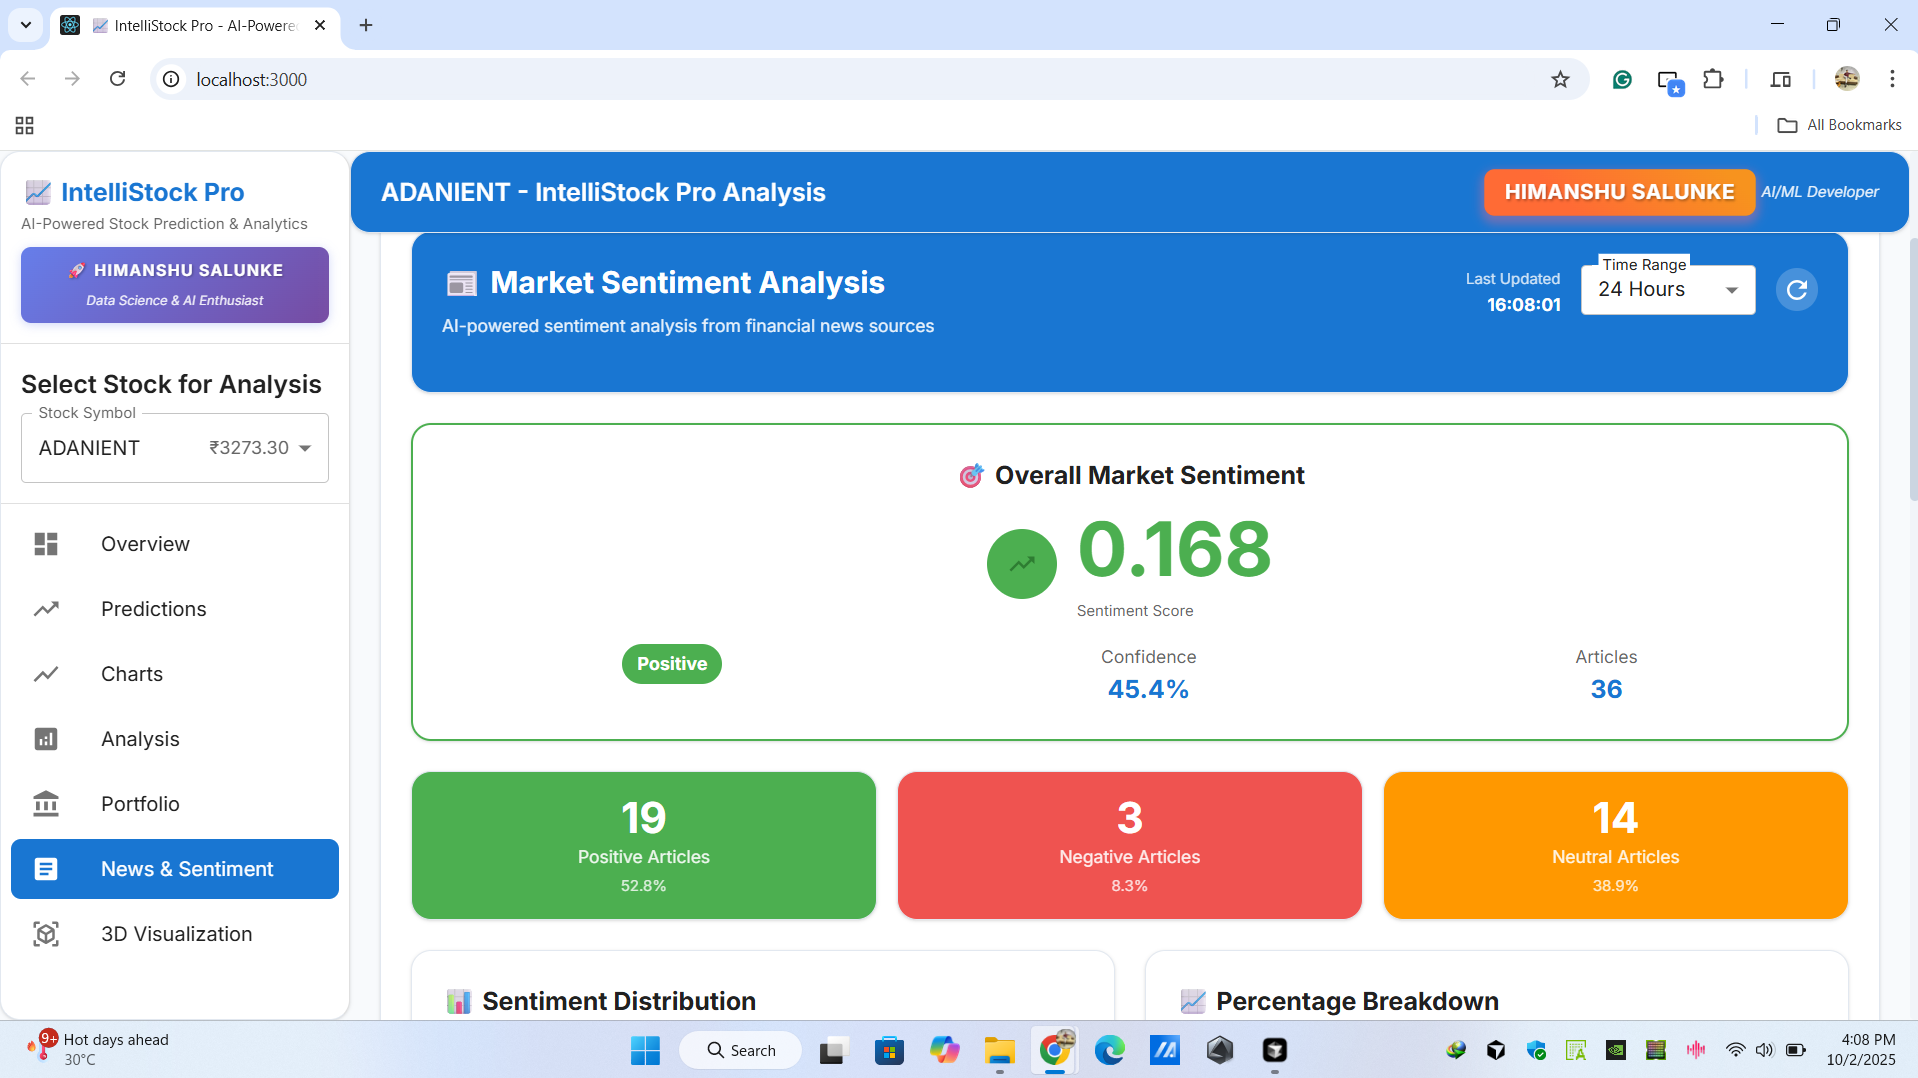 IntelliStock Pro - AI-Powere
localhost:3000
All Bookmarks
IntelliStock Pro
AI-Powered Stock Prediction & Analytics
HIMANSHU SALUNKE
Data Science & AI Enthusiast
Select Stock for Analysis
Stock Symbol
ADANIENT ₹3273.30
Overview
Predictions
Charts
Analysis
Portfolio
News & Sentiment
3D Visualization
ADANIENT - IntelliStock Pro Analysis
HIMANSHU SALUNKE
AI/ML Developer
Market Sentiment Analysis
AI-powered sentiment analysis from financial news sources
Last Updated
16:08:01
Time Range
24 Hours
Overall Market Sentiment
0.168
Sentiment Score
Positive
Confidence
45.4%
Articles
36
19
Positive Articles
52.8%
3
Negative Articles
8.3%
14
Neutral Articles
38.9%
Sentiment Distribution
Percentage Breakdown
9+
Hot days ahead
30°C
Search
4:08 PM
10/2/2025